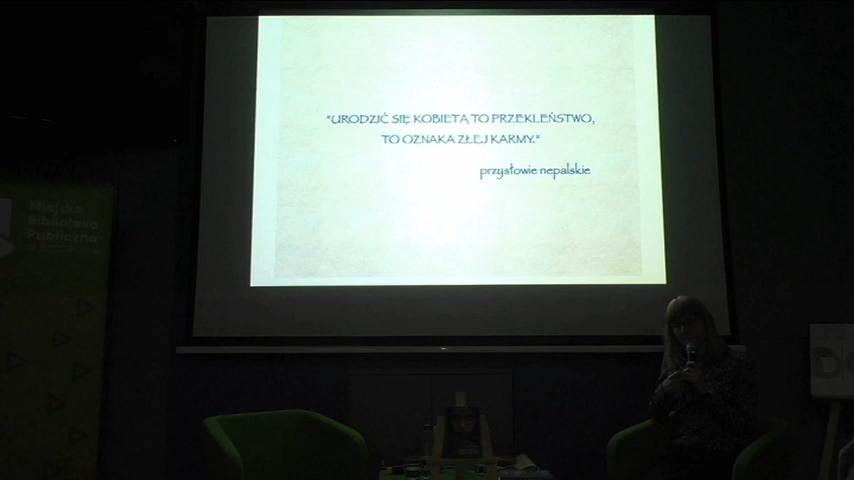 "URODZIĆ SIĘ KOBIETĄ TO PRZEKLEŃSTWO,
TO OZNAKA ZŁEJ KARMY."
przysłowie nepalskie
Miejska
Biblioteka
Publiczna